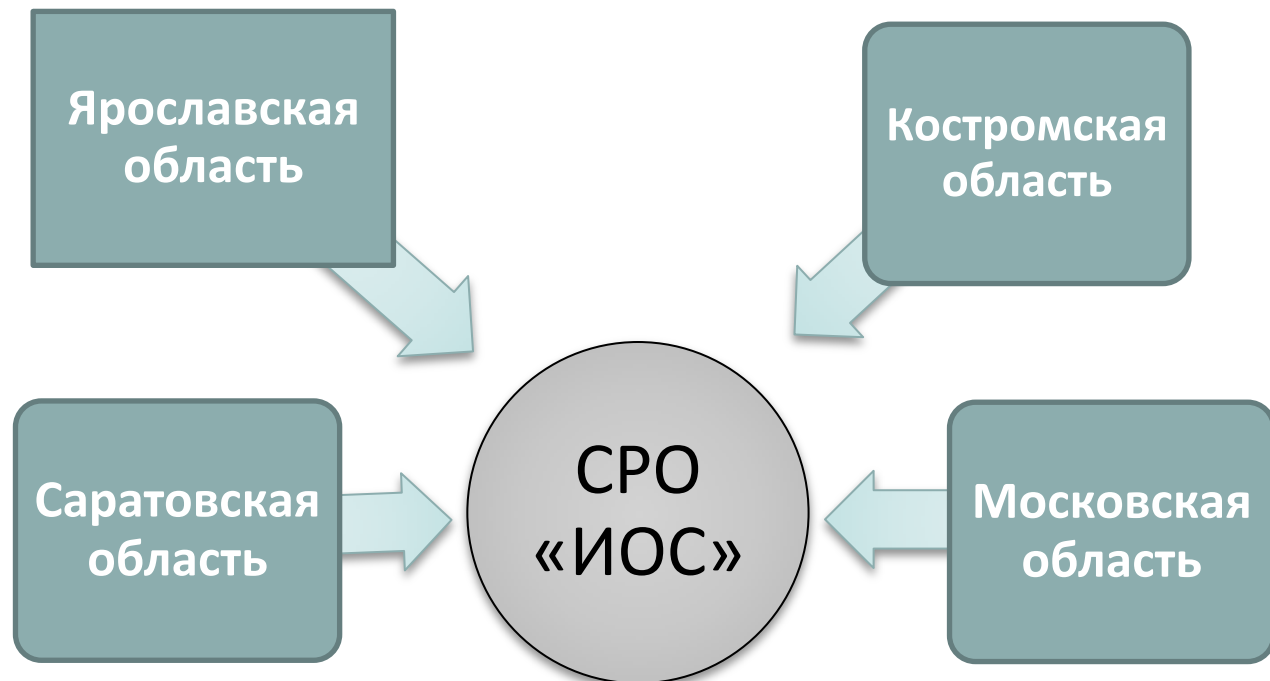 Ярославская
область
Костромская
область
Саратовская
область
СРО
«ИОС»
Московская
область